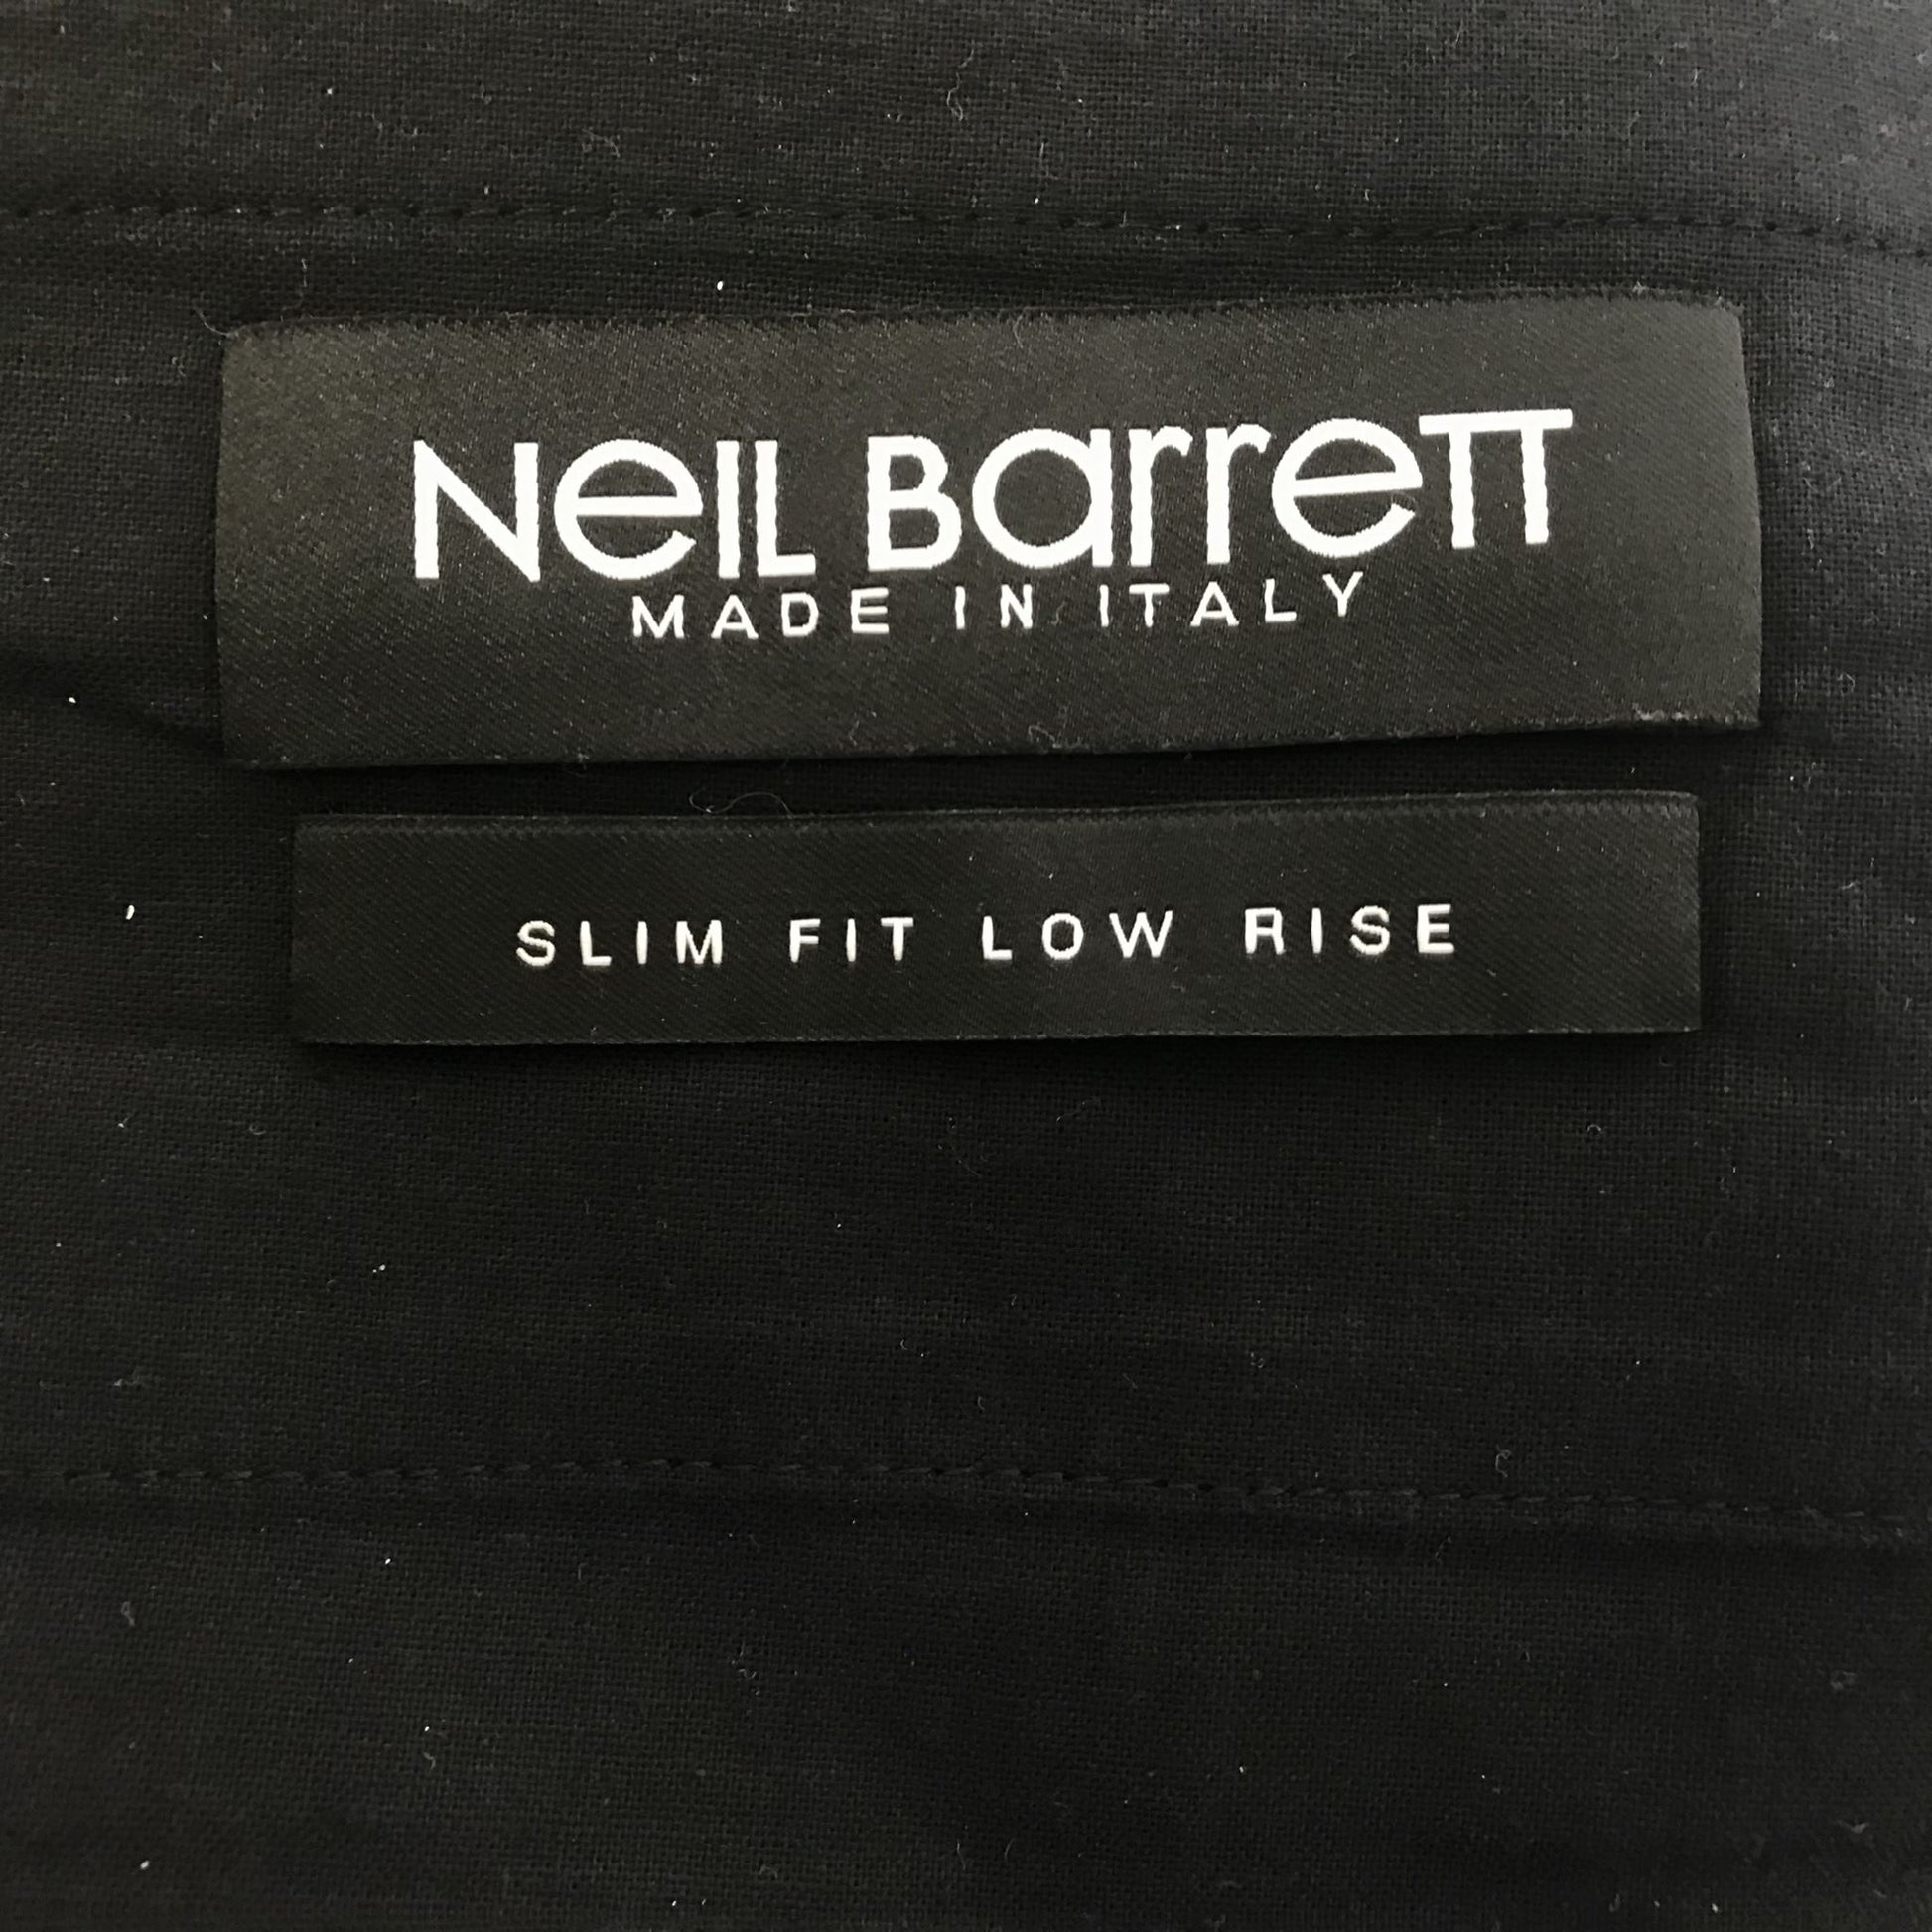 Neil Barrett
MADE IN ITALY
SLIM FIT LOW RISE